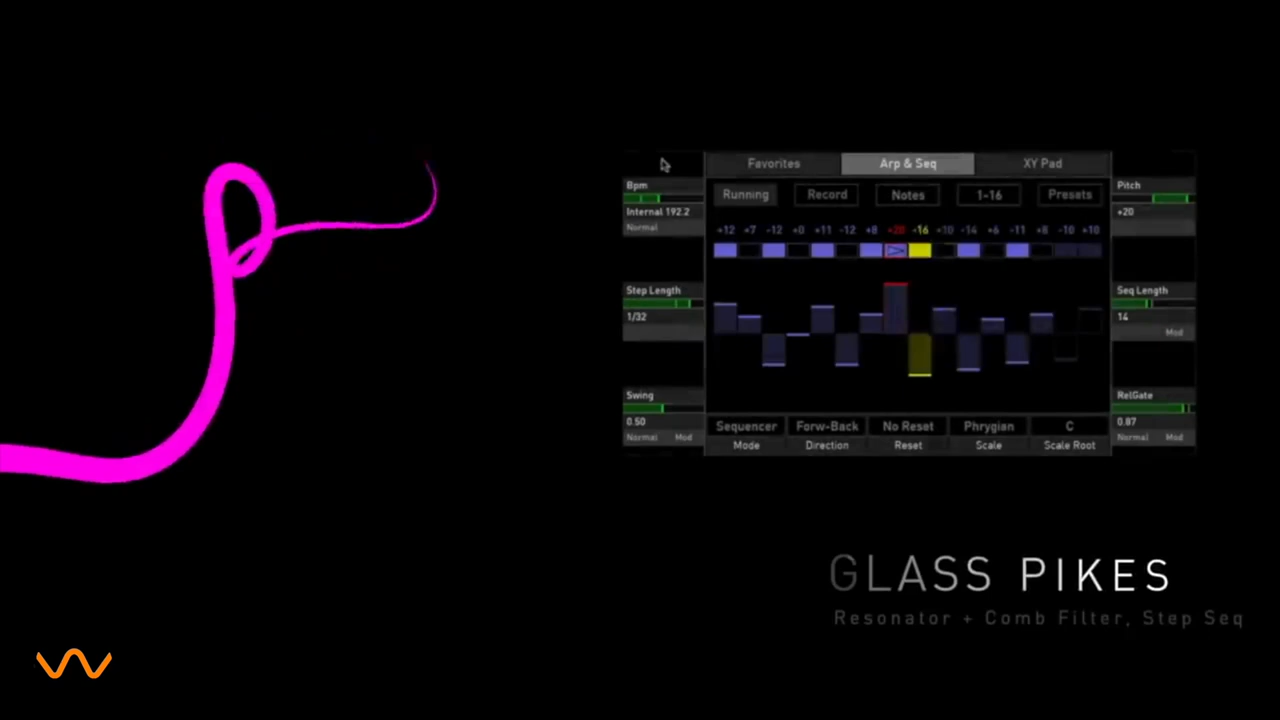 Favorites Arp & Seq XY Pad
Bpm Running Record Notes 1-16 Presets Pitch
Internal 192.2 +20
Normal
+12 +7 -12 +0 +11 -12 +8 +20 -16 +10 -14 +6 -11 +8 -10 +10
Step Length Seq Length
1/32 14
Mod
Swing RelGate
0.50 0.87
Sequencer Forw-Back No Reset Phrygian C
Normal Mod Mode Direction Reset Scale Scale Root Normal Mod
GLASS PIKES
Resonator + Comb Filter, Step Seq